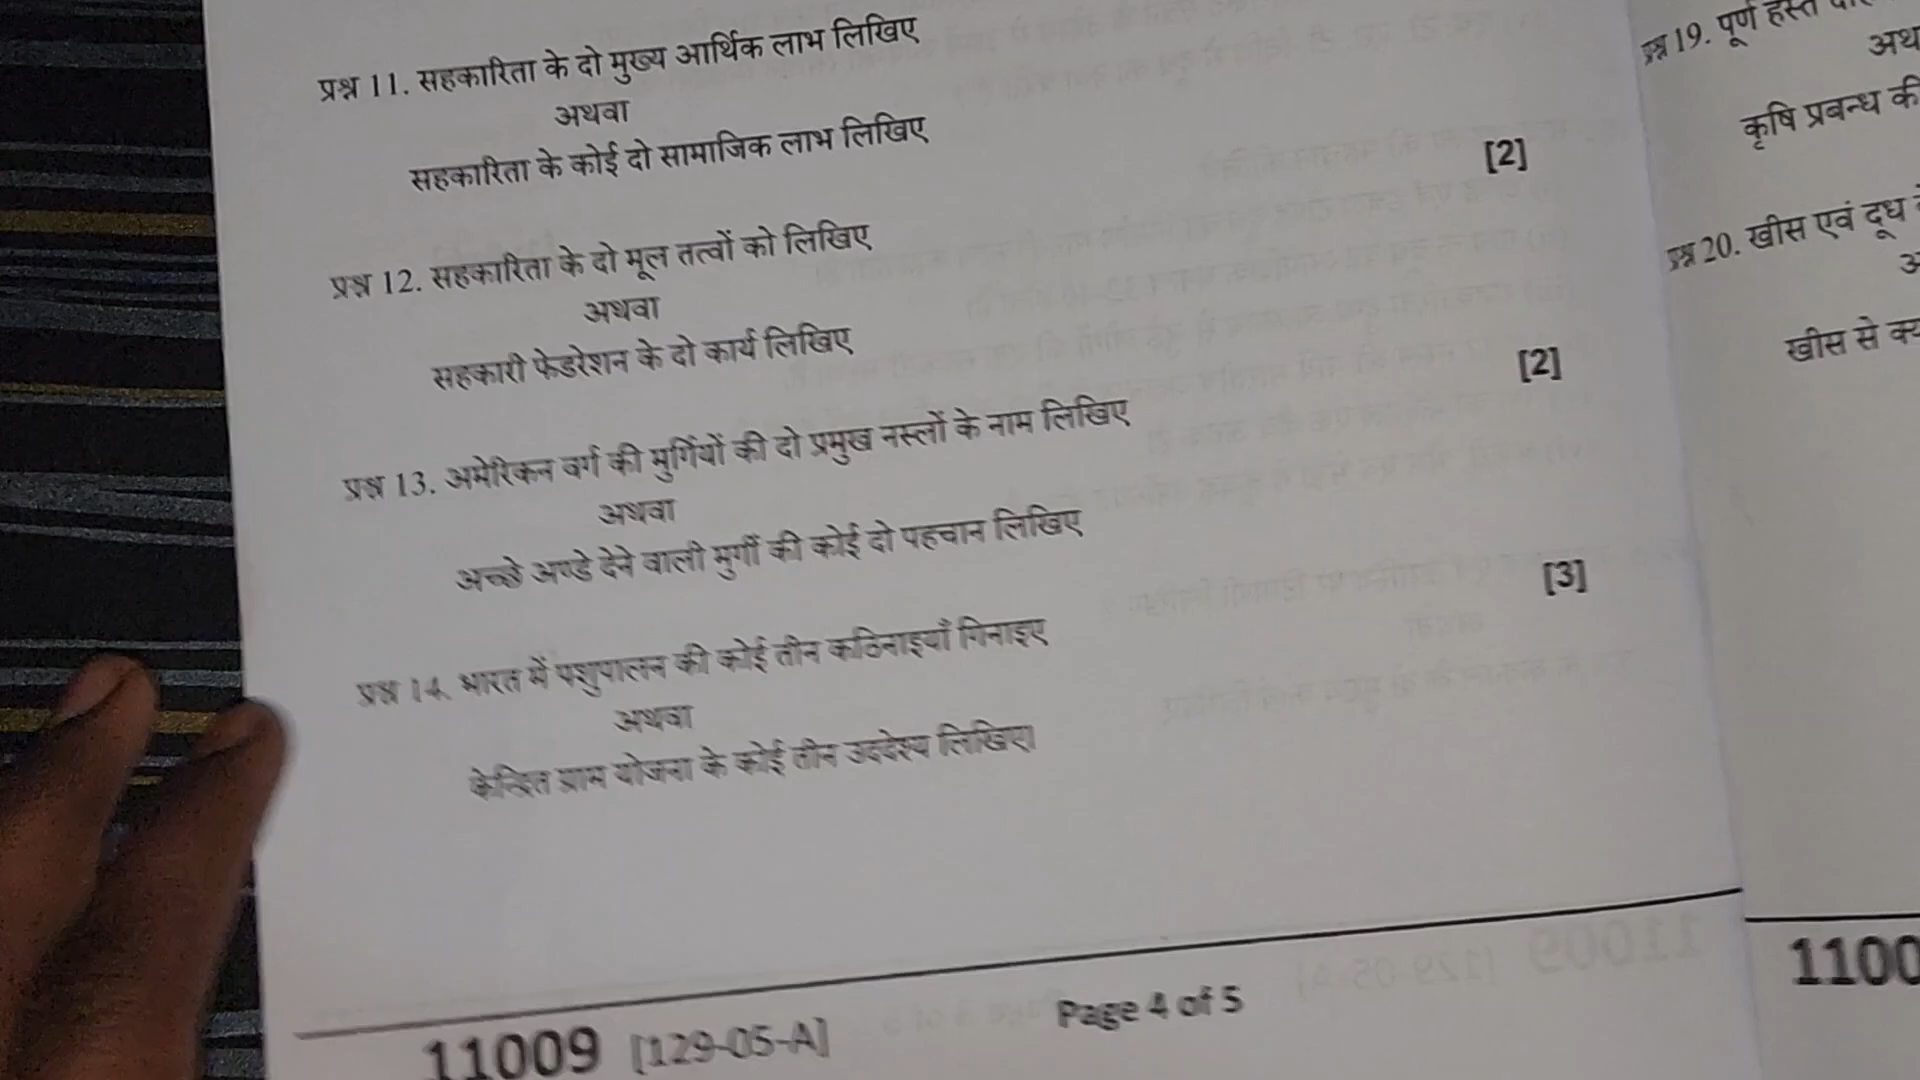 प्रश्न 11. सहकारिता के दो मुख्य आर्थिक लाभ लिखिए
अथवा
सहकारिता के कोई दो सामाजिक लाभ लिखिए
[2]
प्रश्न 12. सहकारिता के दो मूल तत्वों को लिखिए
अथवा
सहकारी फेडरेशन के दो कार्य लिखिए
[2]
प्रश्न 13. अमेरिकन वर्ग की मुर्गियों की दो प्रमुख नस्लों के नाम लिखिए
अथवा
अच्छे अण्डे देने वाली मुर्गी की कोई दो पहचान लिखिए
[3]
प्रश्न 14. भारत में पशुपालन की कोई तीन कठिनाइयाँ गिनाइए
अथवा
केन्द्रित ग्राम योजना के कोई तीन उददेश्य लिखिए।
11009 [129-05-A]
Page 4 of 5
प्रश्न 19. पूर्ण हस्त
कृषि प्रबन्ध की
प्रश्न 20. खीस एवं दूध
खीस से
1100